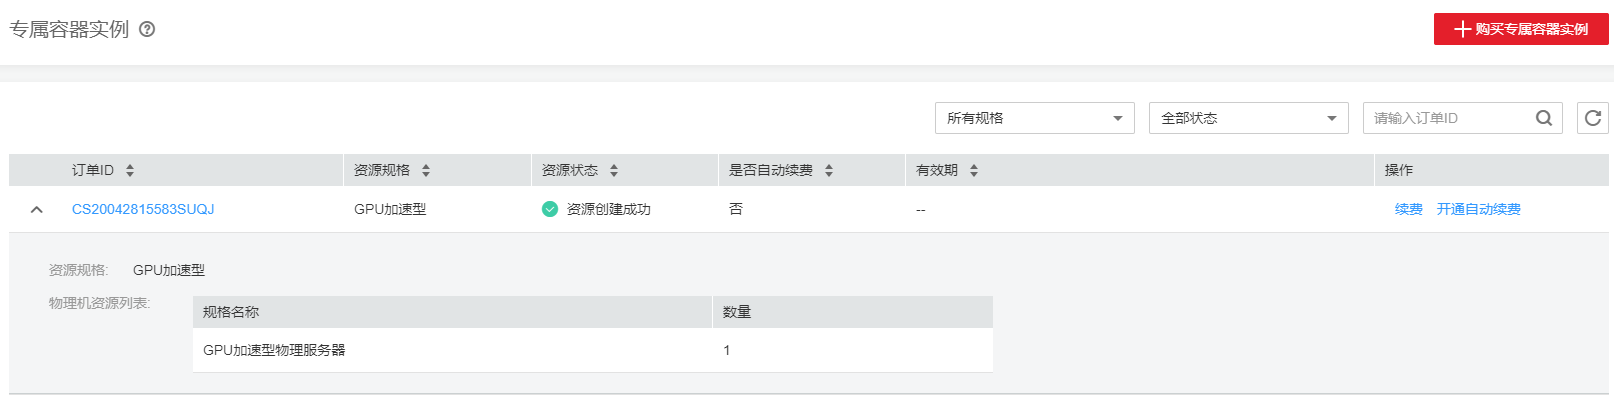 专属容器实例
购买专属容器实例
所有规格 全部状态 请输入订单ID
订单ID 资源规格 资源状态 是否自动续费 有效期 操作
CS20042815583SUQJ GPU加速型 资源创建成功 否 -- 续费 开通自动续费
资源规格: GPU加速型
物理机资源列表:
规格名称 数量
GPU加速型物理服务器 1